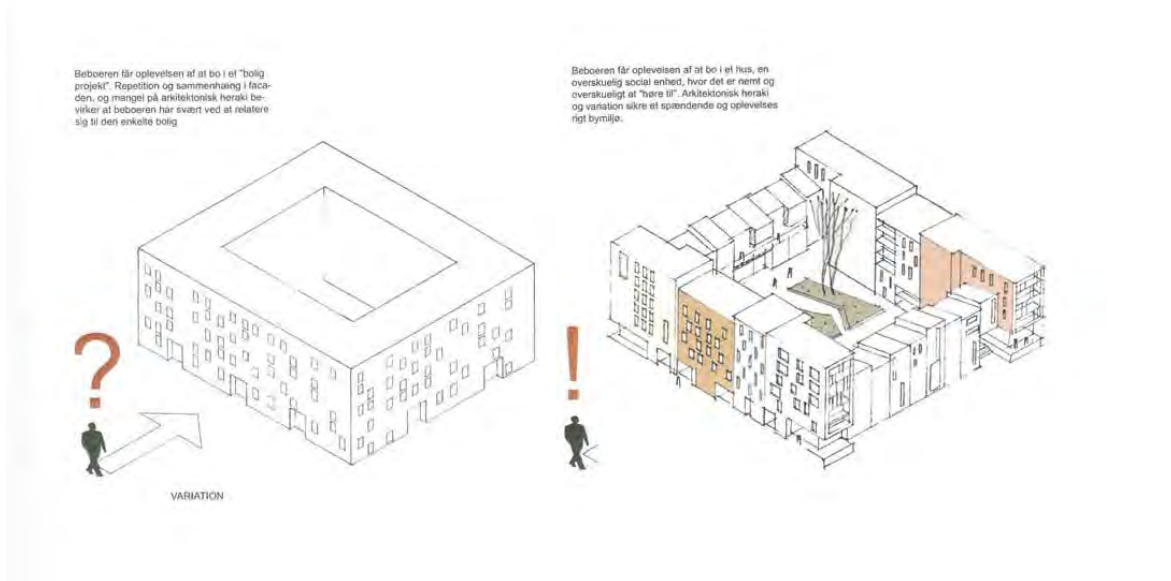 Beboeren får oplevelsen af at bo i et "bolig
projekt". Repetition og sammenhæng i faca-
den, og mangel på arkitektonisk heraki be-
virker at beboeren har svært ved at relatere
sig til den enkelte bolig
Beboeren får oplevelsen af at bo i et hus, en
overskuelig social enhed, hvor det er nemt og
overskueligt at "høre til". Arkitektonisk heraki
og variation sikre et spændende og oplevelses
rigt bymiljø.
?
!
VARIATION